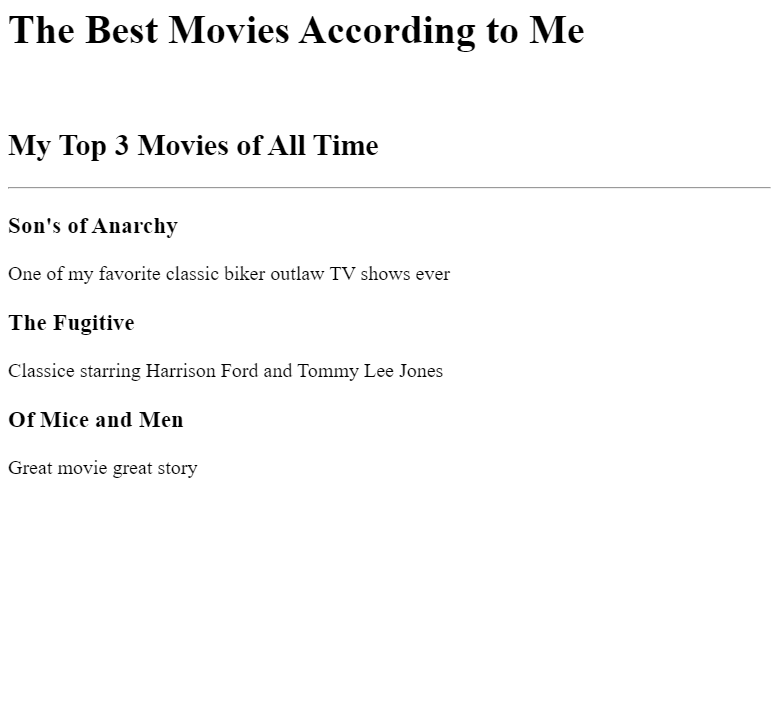 The Best Movies According to Me
My Top 3 Movies of All Time
Son's of Anarchy
One of my favorite classic biker outlaw TV shows ever
The Fugitive
Classice starring Harrison Ford and Tommy Lee Jones
Of Mice and Men
Great movie great story